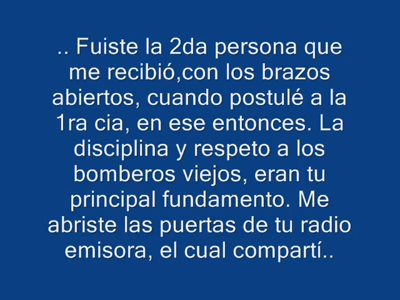 .. Fuiste la 2da persona que
me recibió,con los brazos
abiertos, cuando postulé a la
1ra cia, en ese entonces. La
disciplina y respeto a los
bomberos viejos, eran tu
principal fundamento. Me
abriste las puertas de tu radio
emisora, el cual compartí..